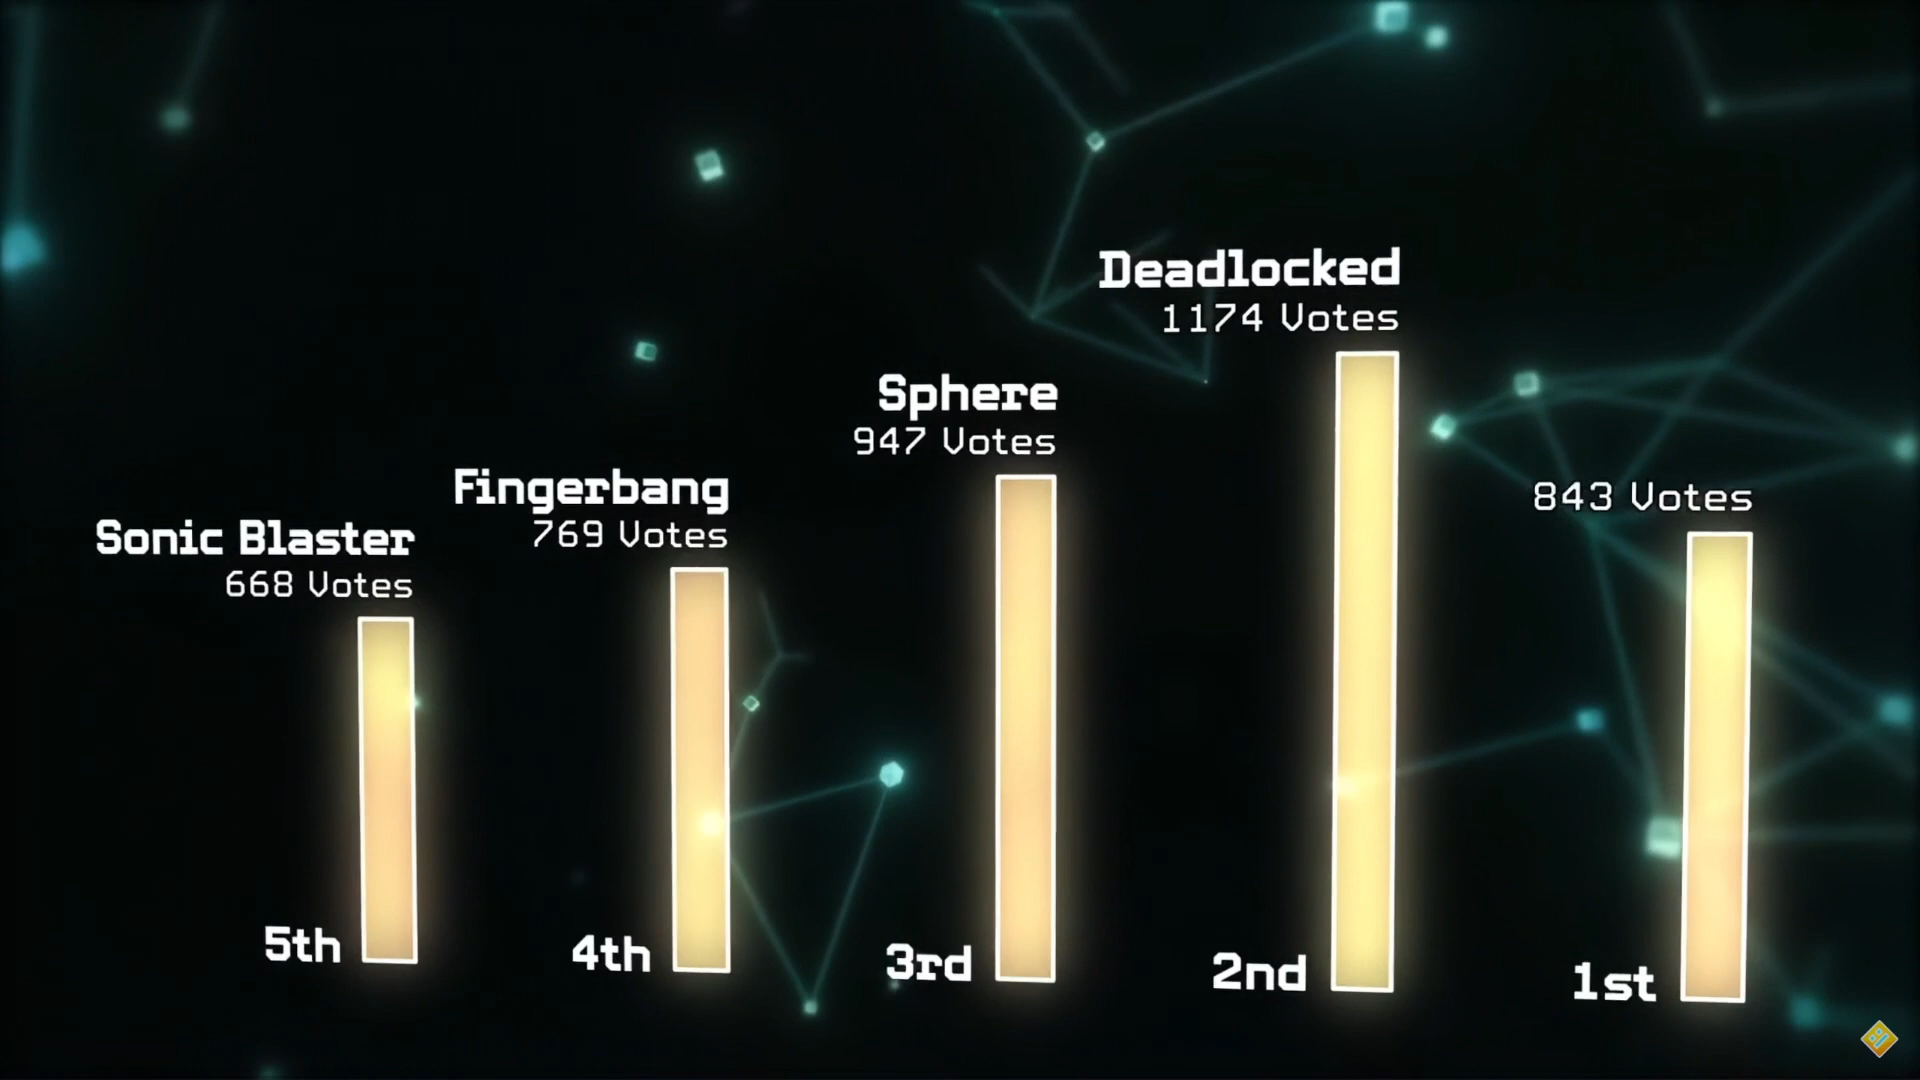 Deadlocked
1174 Votes
Sphere
947 Votes
Fingerbang
769 Votes
843 Votes
Sonic Blaster
668 Votes
5th
4th
3rd
2nd
1st